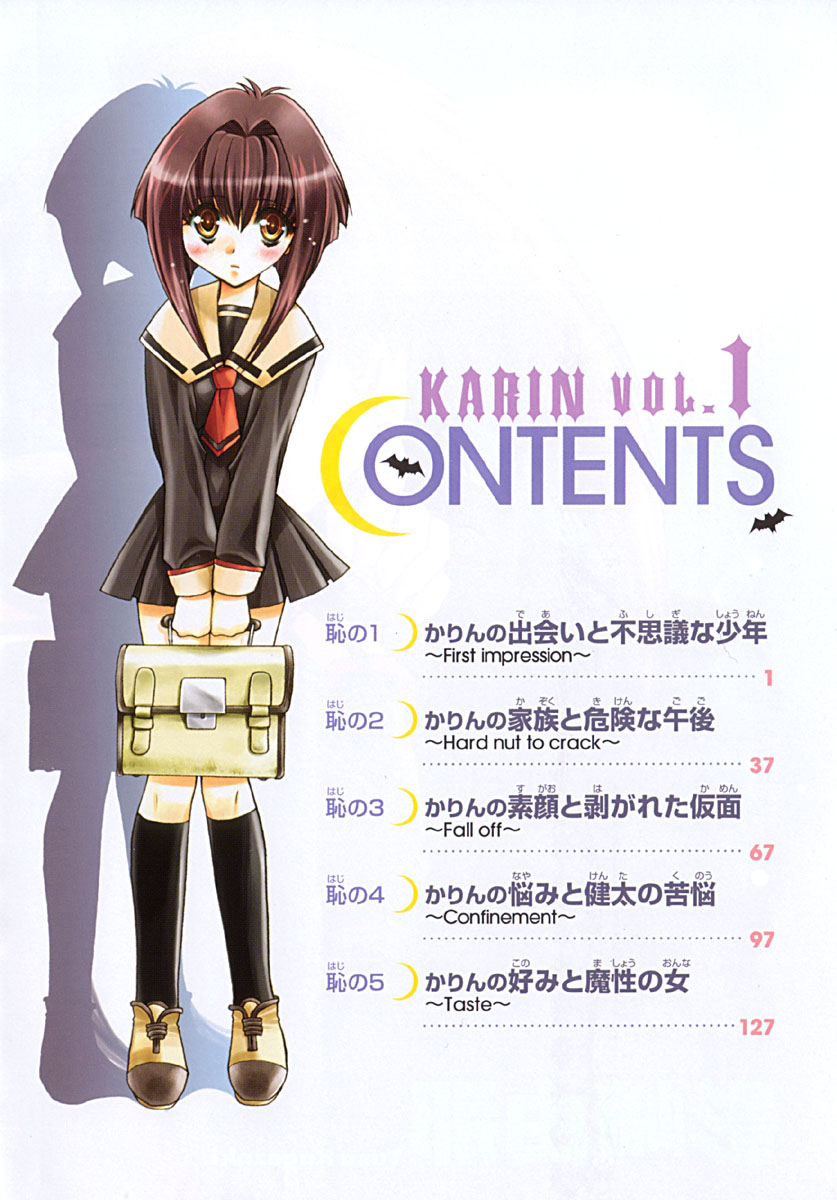 KARIN VOL.1
CONTENTS
恥の1 かりんの出会いと不思議な少年
~First impression~
1
恥の2 かりんの家族と危険な午後
~Hard nut to crack~
37
恥の3 かりんの素顔と剥がれた仮面
~Fall off~
67
恥の4 かりんの悩みと健太の苦悩
~Confinement~
97
恥の5 かりんの好みと魔性の女
~Taste~
127